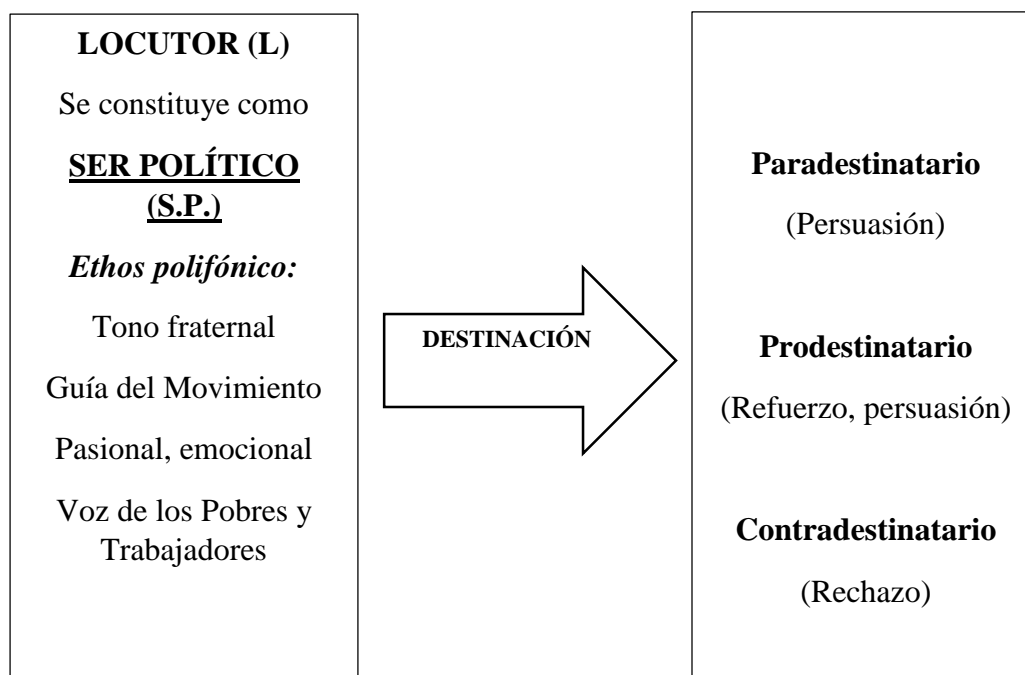 LOCUTOR (L)
Se constituye como
SER POLÍTICO
(S.P.)
Ethos polifónico:
Tono fraternal
Guía del Movimiento
Pasional, emocional
Voz de los Pobres y
Trabajadores
DESTINACIÓN
Paradestinatario
(Persuasión)
Prodestinatario
(Refuerzo, persuasión)
Contradestinatario
(Rechazo)